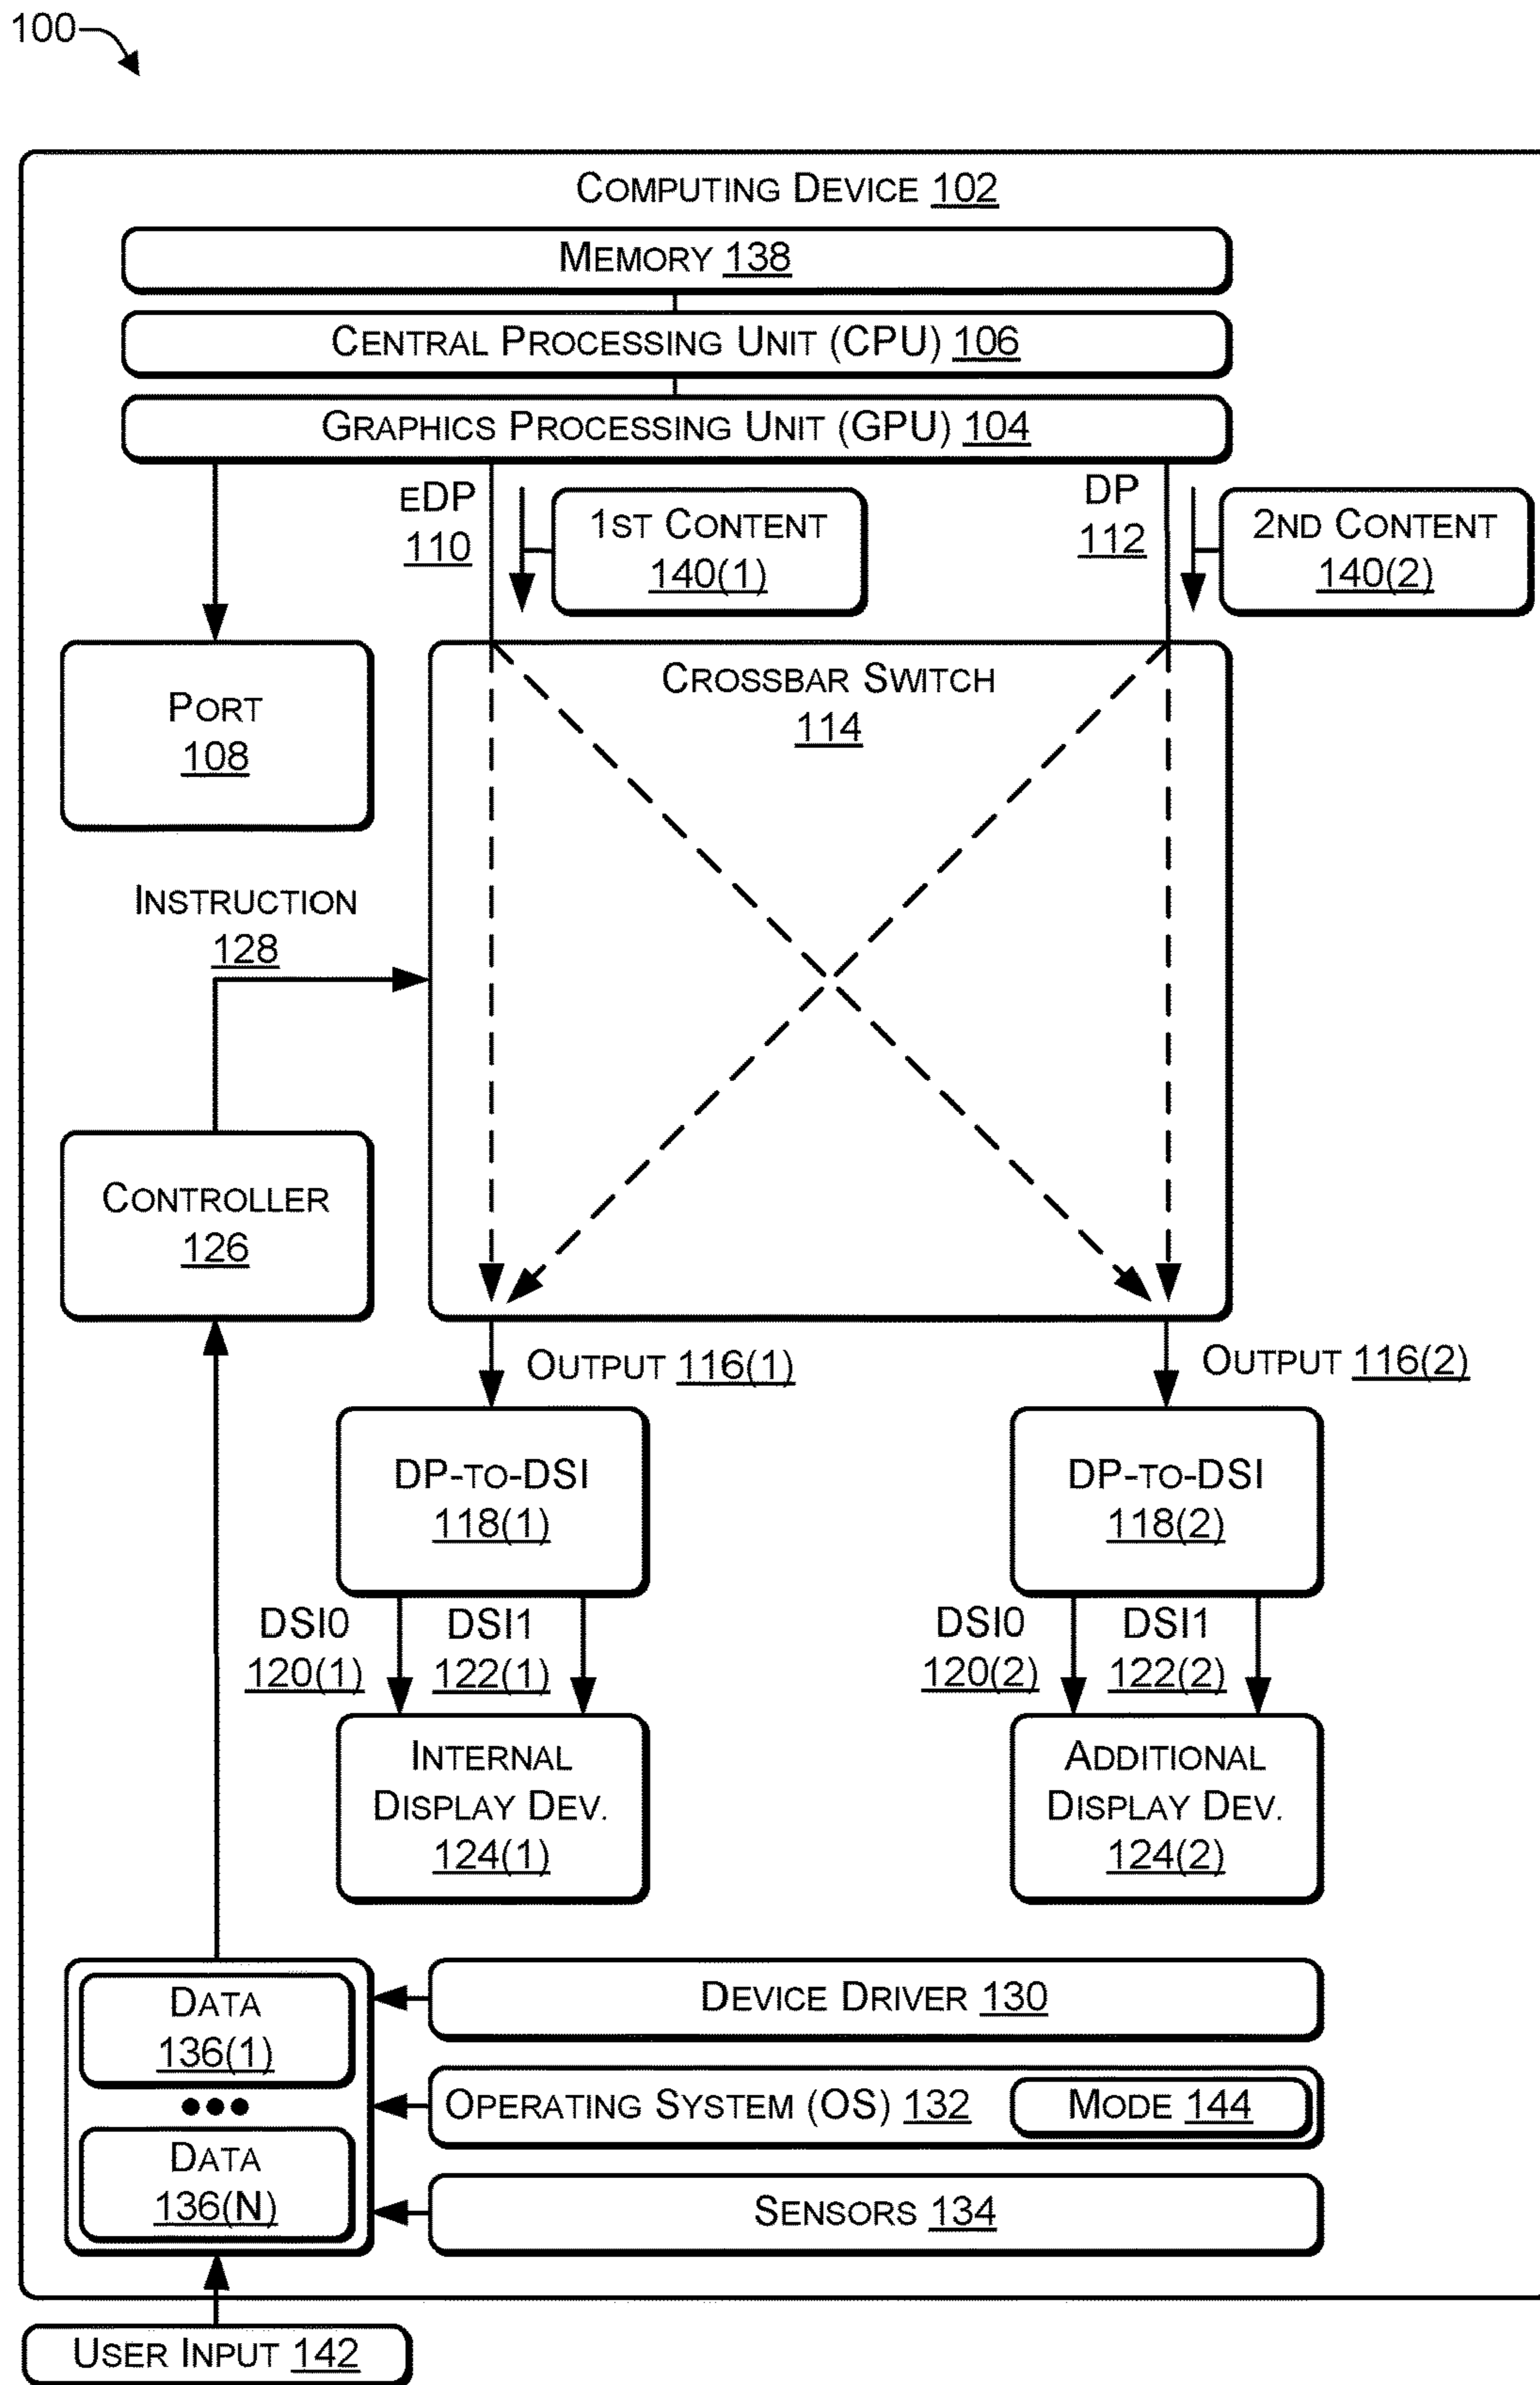 100
COMPUTING DEVICE 102
MEMORY 138
CENTRAL PROCESSING UNIT (CPU) 106
GRAPHICS PROCESSING UNIT (GPU) 104
EDP
110
1ST CONTENT
140(1)
DP
112
2ND CONTENT
140(2)
PORT
108
CROSSBAR SWITCH
114
INSTRUCTION
128
CONTROLLER
126
OUTPUT 116(1)
OUTPUT 116(2)
DP-TO-DSI
118(1)
DP-TO-DSI
118(2)
DSI0
120(1)
DSI1
122(1)
DSI0
120(2)
DSI1
122(2)
INTERNAL
DISPLAY DEV.
124(1)
ADDITIONAL
DISPLAY DEV.
124(2)
DATA
136(1)
DEVICE DRIVER 130
OPERATING SYSTEM (OS) 132
MODE 144
DATA
136(N)
SENSORS 134
USER INPUT 142